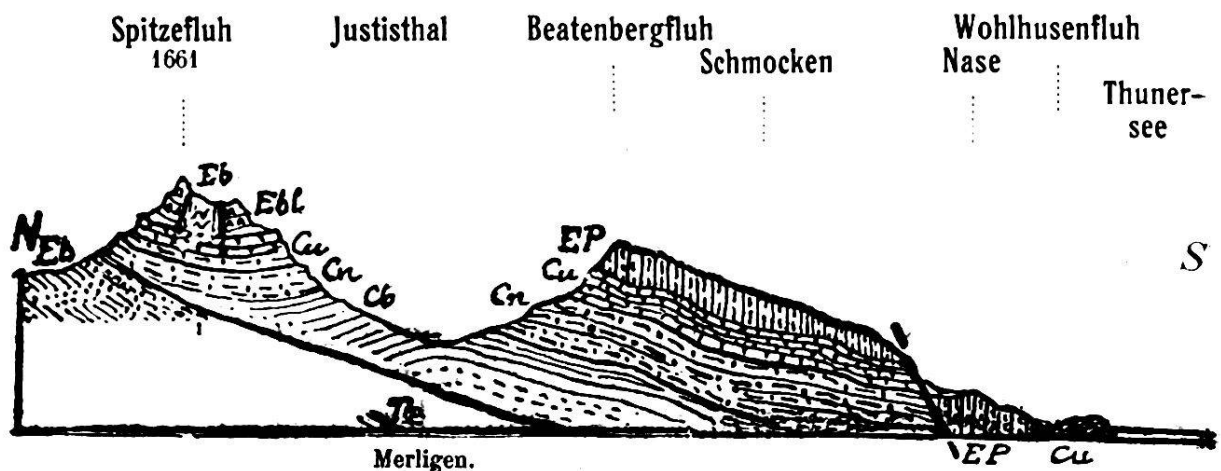 Spitzefluh
1661
Justisthal
Beatenbergfluh
Schmocken
Wohlhusenfluh
Nase
Thuner-
see
N
Eb
Eb
Ebl
Cu
Cn
Cb
EP
Cu
Cn
S
Merligen.
EP
Cu